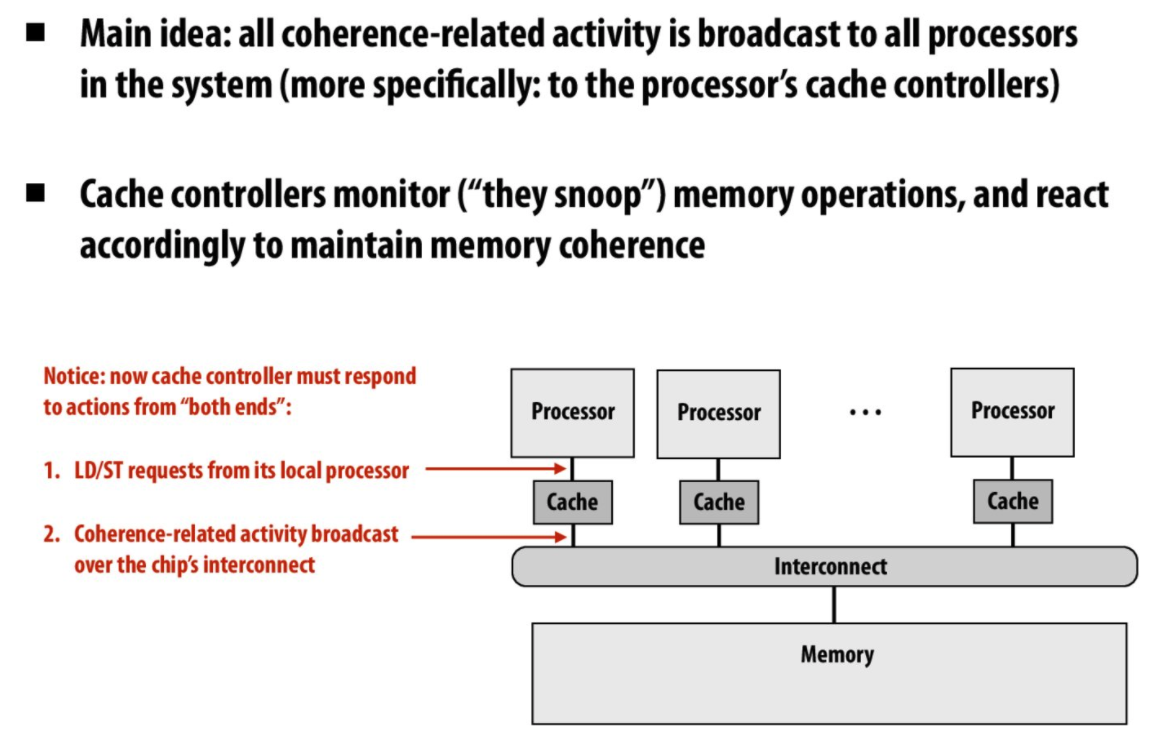 ■ Main idea: all coherence-related activity is broadcast to all processors
in the system (more specifically: to the processor's cache controllers)
■ Cache controllers monitor (“they snoop”) memory operations, and react
accordingly to maintain memory coherence
Notice: now cache controller must respond
to actions from “both ends”:
1. LD/ST requests from its local processor
2. Coherence-related activity broadcast
over the chip's interconnect
Processor
Processor
...
Processor
Cache
Cache
Cache
Interconnect
Memory